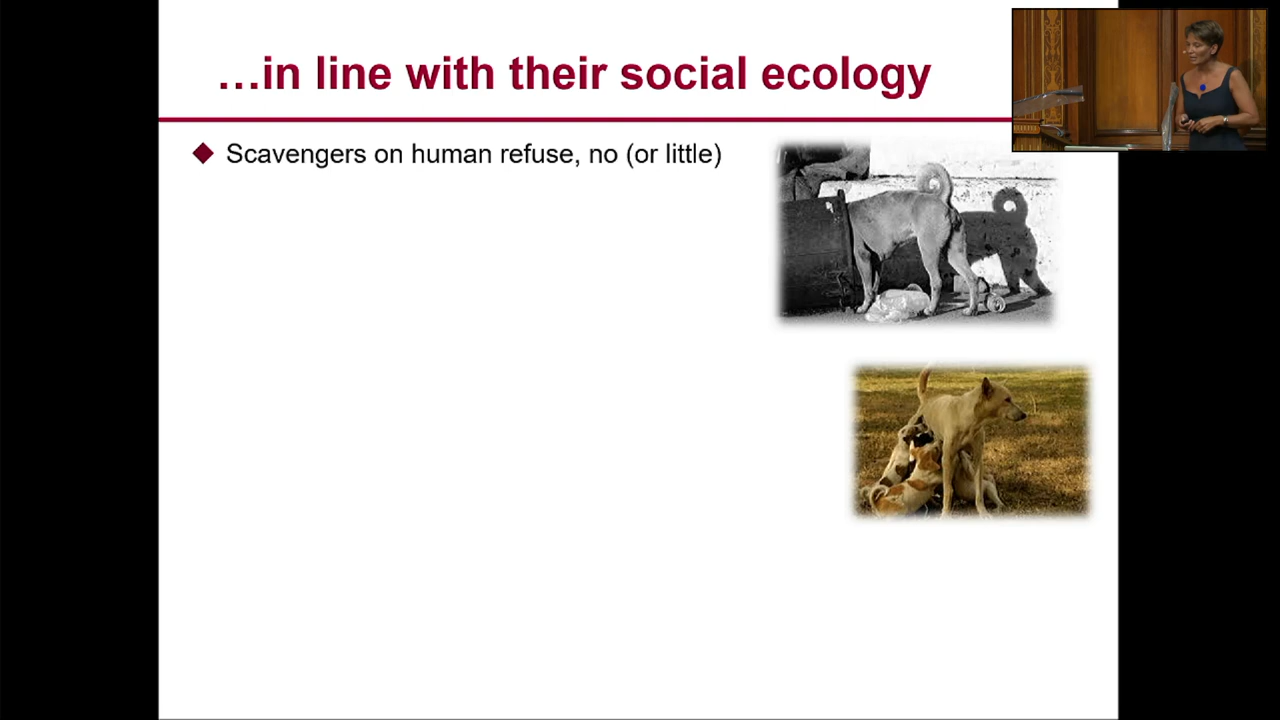 …in line with their social ecology
Scavengers on human refuse, no (or little)